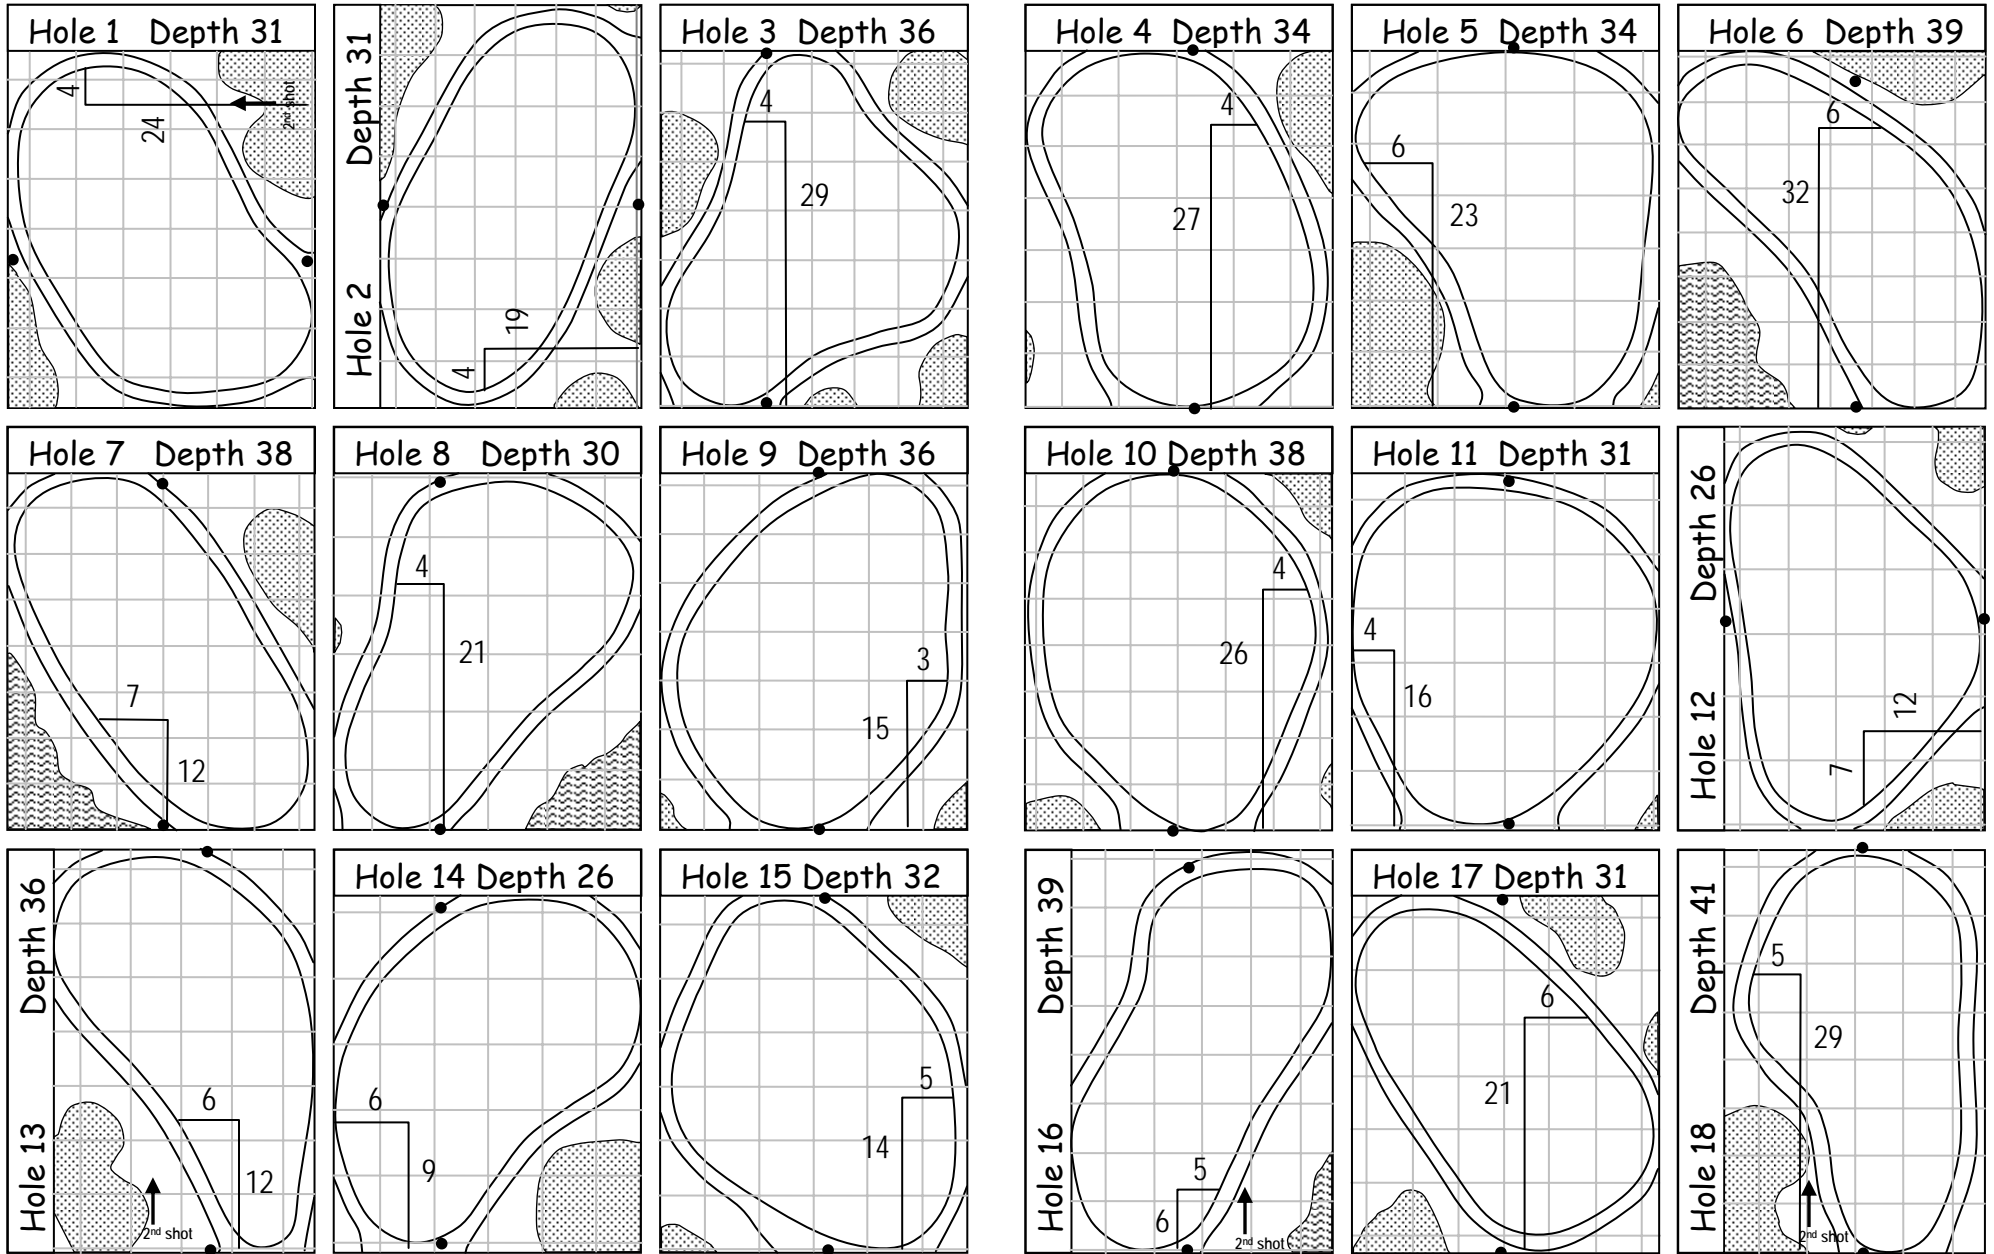 Hole 1 Depth 31
4
24
2nd shot
Hole 2 Depth 31
19
4
Hole 3 Depth 36
4
29
Hole 4 Depth 34
4
27
Hole 5 Depth 34
6
23
Hole 6 Depth 39
6
32
Hole 7 Depth 38
7
12
Hole 8 Depth 30
4
21
Hole 9 Depth 36
3
15
Hole 10 Depth 38
4
26
Hole 11 Depth 31
4
16
Hole 12 Depth 26
12
7
Hole 13 Depth 36
6
12
2nd shot
Hole 14 Depth 26
6
9
Hole 15 Depth 32
5
14
Hole 16 Depth 39
5
6
2nd shot
Hole 17 Depth 31
6
21
Hole 18 Depth 41
5
29
2nd shot